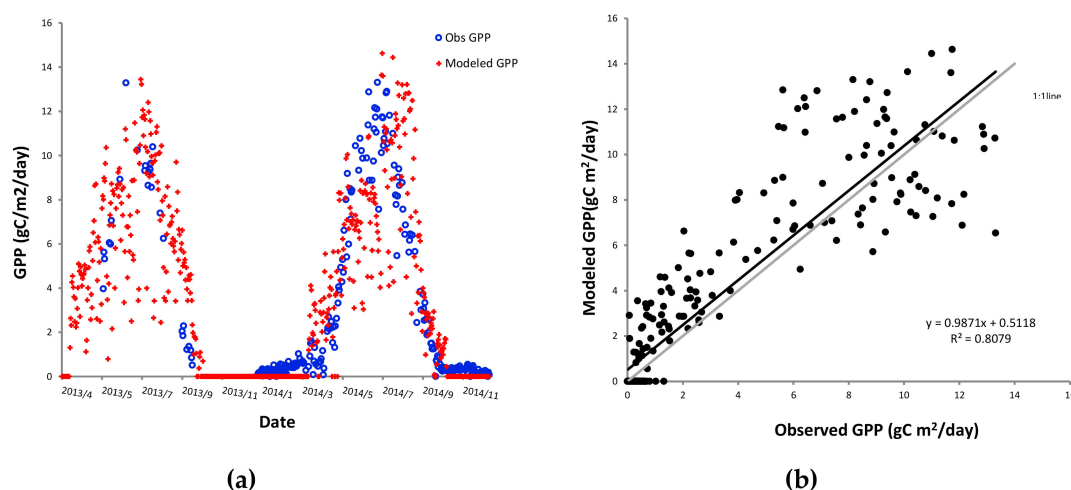 16
14
12
10
8
6
4
2
0
GPP (gC/m2/day)
Obs GPP
Modeled GPP
2013/4
2013/5
2013/7
2013/9
2013/11
2014/1
2014/3
2014/5
2014/7
2014/9
2014/11
Date
(a)
16
14
12
10
8
6
4
2
0
Modeled GPP(gC m²/day)
1:1line
y = 0.9871x + 0.5118
R² = 0.8079
0 2 4 6 8 10 12 14 16
Observed GPP (gC m²/day)
(b)